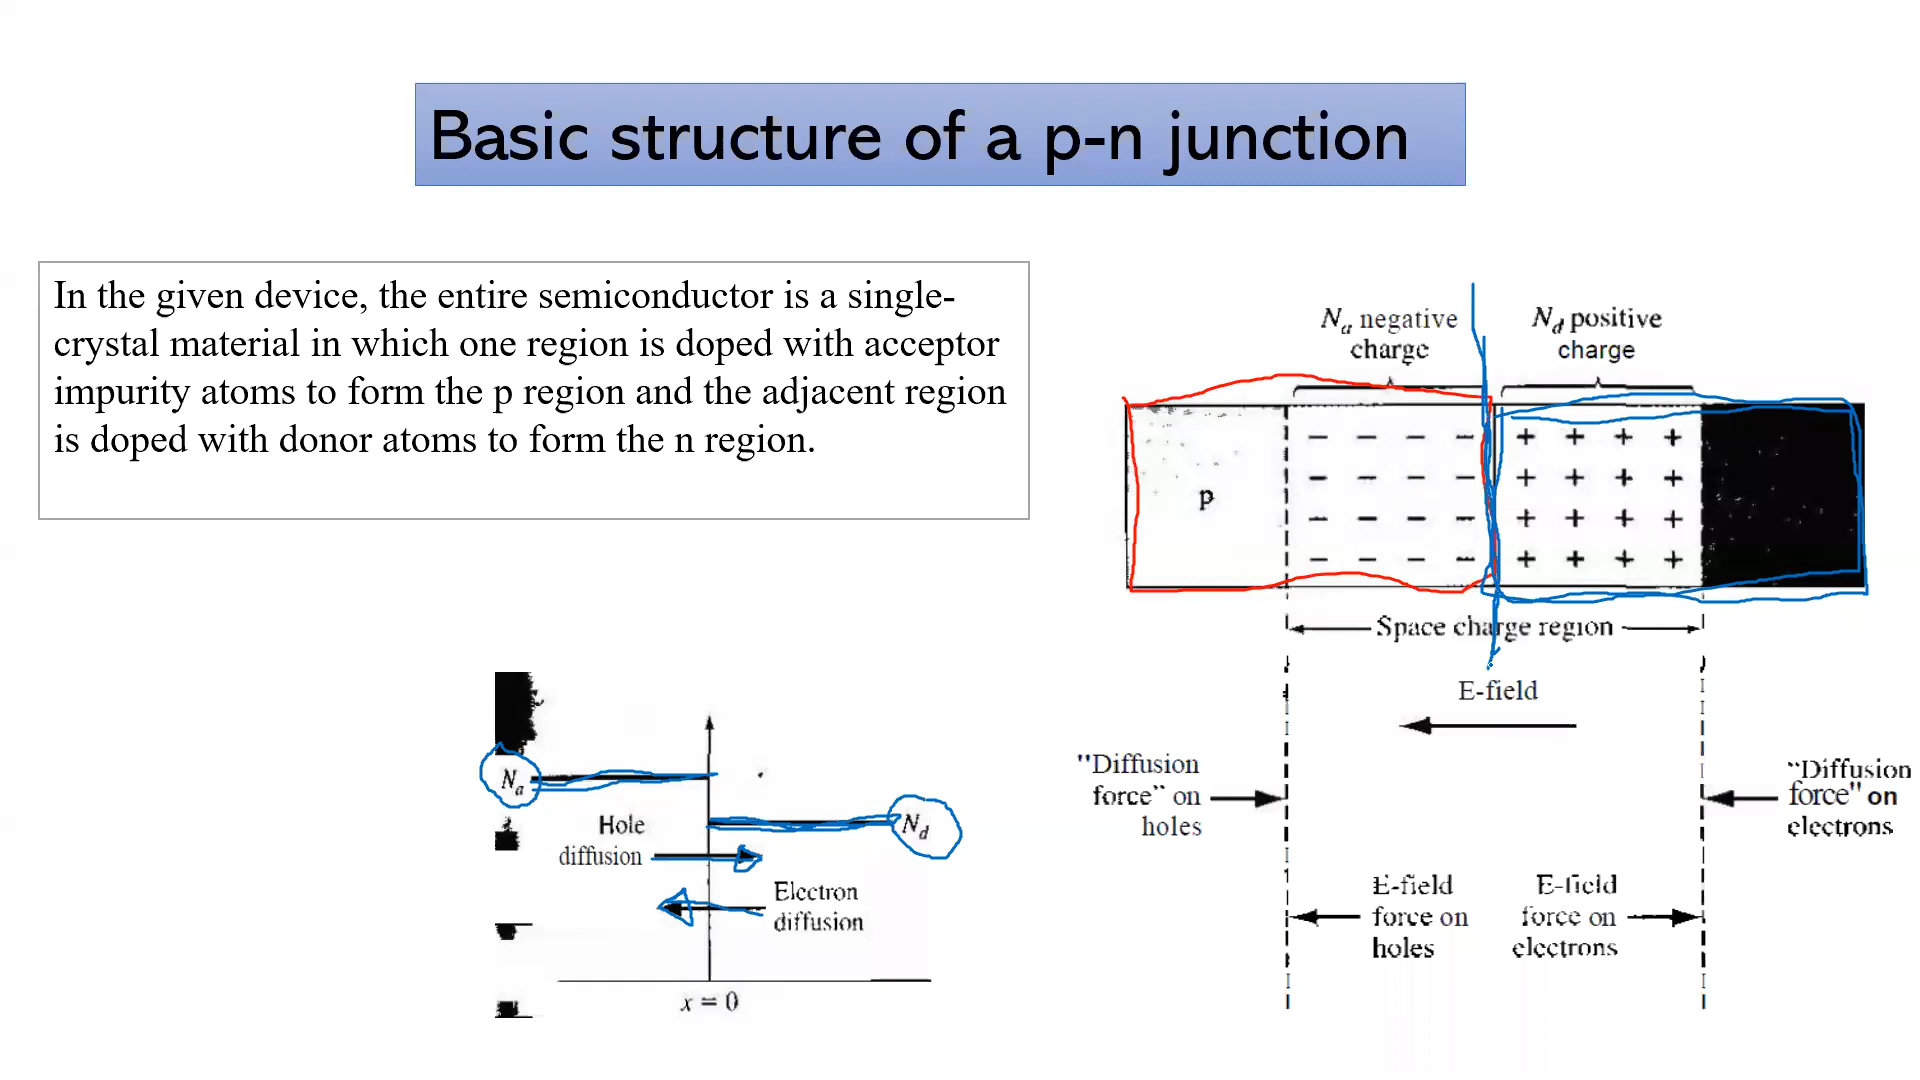 Basic structure of a p-n junction
In the given device, the entire semiconductor is a single-
crystal material in which one region is doped with acceptor
impurity atoms to form the p region and the adjacent region
is doped with donor atoms to form the n region.
Na negative
charge
Nd positive
charge
p
− − − − + + + +
− − − − + + + +
− − − − + + + +
− − − − + + + +
Space charge region
E-field
"Diffusion
force" on
holes
“Diffusion
force" on
electrons
E-field
force on
holes
E-field
force on
electrons
Na
Nd
Hole
diffusion
Electron
diffusion
x = 0